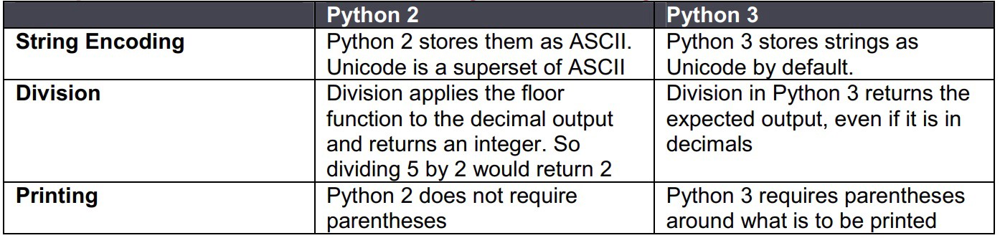 Python 2 Python 3
String Encoding
Python 2 stores them as ASCII.
Unicode is a superset of ASCII
Python 3 stores strings as
Unicode by default.
Division
Division applies the floor
function to the decimal output
and returns an integer. So
dividing 5 by 2 would return 2
Division in Python 3 returns the
expected output, even if it is in
decimals
Printing
Python 2 does not require
parentheses
Python 3 requires parentheses
around what is to be printed